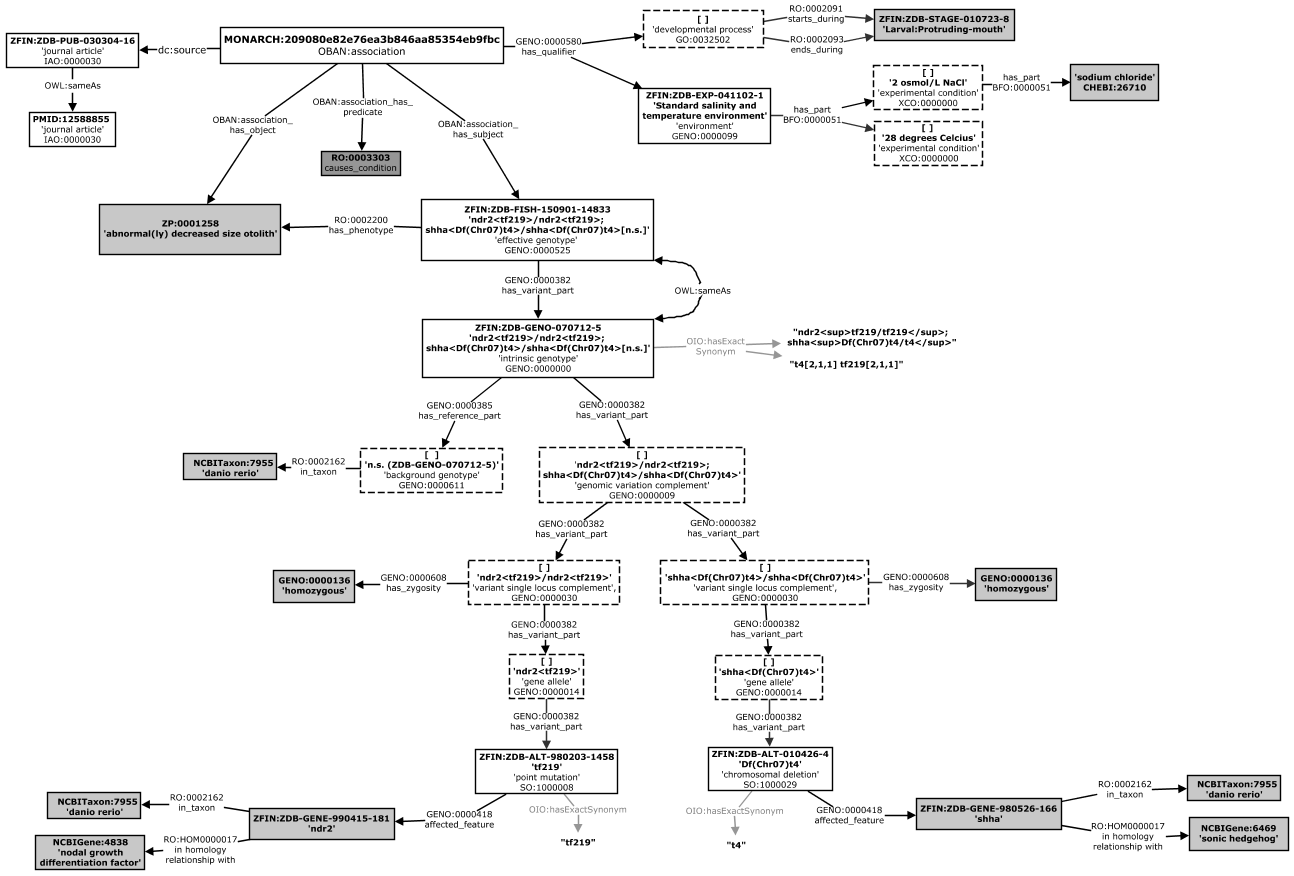 ZFIN:ZDB-PUB-030304-16
'journal article'
IAO:0000030
dc:source
MONARCH:209080e82e76ea3b846aa85354eb9fbc
OBAN:association
GENO:0000580
has_qualifier
[ ]
'developmental process'
GO:0032502
RO:0002091
starts_during
RO:0002093
ends_during
ZFIN:ZDB-STAGE-010723-8
'Larval:Protruding-mouth'
OWL:sameAs
PMID:12588855
'journal article'
IAO:0000030
OBAN:association_
has_object
OBAN:association_has_
predicate
OBAN:association_
has_subject
RO:0003303
causes_condition
ZFIN:ZDB-EXP-041102-1
'Standard salinity and
temperature environment'
'environment'
GENO:0000099
has_part
BFO:0000051
[ ]
'2 osmol/L NaCl'
'experimental condition'
XCO:0000000
has_part
BFO:0000051
'sodium chloride'
CHEBI:26710
[ ]
'28 degrees Celcius'
'experimental condition'
XCO:0000000
ZP:0001258
'abnormal(ly) decreased size otolith'
RO:0002200
has_phenotype
ZFIN:ZDB-FISH-150901-14833
'ndr2<tf219>/ndr2<tf219>;
shha<Df(Chr07)t4>/shha<Df(Chr07)t4>[n.s.]'
'effective genotype'
GENO:0000525
GENO:0000382
has_variant_part
OWL:sameAs
ZFIN:ZDB-GENO-070712-5
'ndr2<tf219>/ndr2<tf219>;
shha<Df(Chr07)t4>/shha<Df(Chr07)t4>[n.s.]'
'intrinsic genotype'
GENO:0000000
OIO:hasExact
Synonym
"ndr2<sup>tf219/tf219</sup>;
shha<sup>Df(Chr07)t4/t4</sup>"
"t4[2,1,1] tf219[2,1,1]"
GENO:0000385
has_reference_part
GENO:0000382
has_variant_part
NCBITaxon:7955
'danio rerio'
RO:0002162
in_taxon
[ ]
'n.s. (ZDB-GENO-070712-5)'
'background genotype'
GENO:0000611
[ ]
'ndr2<tf219>/ndr2<tf219>;
shha<Df(Chr07)t4>/shha<Df(Chr07)t4>'
'genomic variation complement'
GENO:0000009
GENO:0000382
has_variant_part
GENO:0000382
has_variant_part
GENO:0000136
'homozygous'
GENO:0000608
has_zygosity
[ ]
'ndr2<tf219>/ndr2<tf219>'
'variant single locus complement',
GENO:0000030
[ ]
'shha<Df(Chr07)t4>/shha<Df(Chr07)t4>'
'variant single locus complement',
GENO:0000030
GENO:0000608
has_zygosity
GENO:0000136
'homozygous'
GENO:0000382
has_variant_part
GENO:0000382
has_variant_part
[ ]
'ndr2<tf219>'
'gene allele'
GENO:0000014
[ ]
'shha<Df(Chr07)t4>'
'gene allele'
GENO:0000014
GENO:0000382
has_variant_part
GENO:0000382
has_variant_part
ZFIN:ZDB-ALT-980203-1458
'tf219'
'point mutation'
SO:1000008
ZFIN:ZDB-ALT-010426-4
'Df(Chr07)t4'
'chromosomal deletion'
SO:1000029
NCBITaxon:7955
'danio rerio'
RO:0002162
in_taxon
ZFIN:ZDB-GENE-990415-181
'ndr2'
GENO:0000418
affected_feature
OIO:hasExactSynonym
"tf219"
OIO:hasExactSynonym
"t4"
GENO:0000418
affected_feature
ZFIN:ZDB-GENE-980526-166
'shha'
RO:0002162
in_taxon
NCBITaxon:7955
'danio rerio'
NCBIGene:4838
'nodal growth
differentiation factor'
RO:HOM0000017
in homology
relationship with
RO:HOM0000017
in homology
relationship with
NCBIGene:6469
'sonic hedgehog'